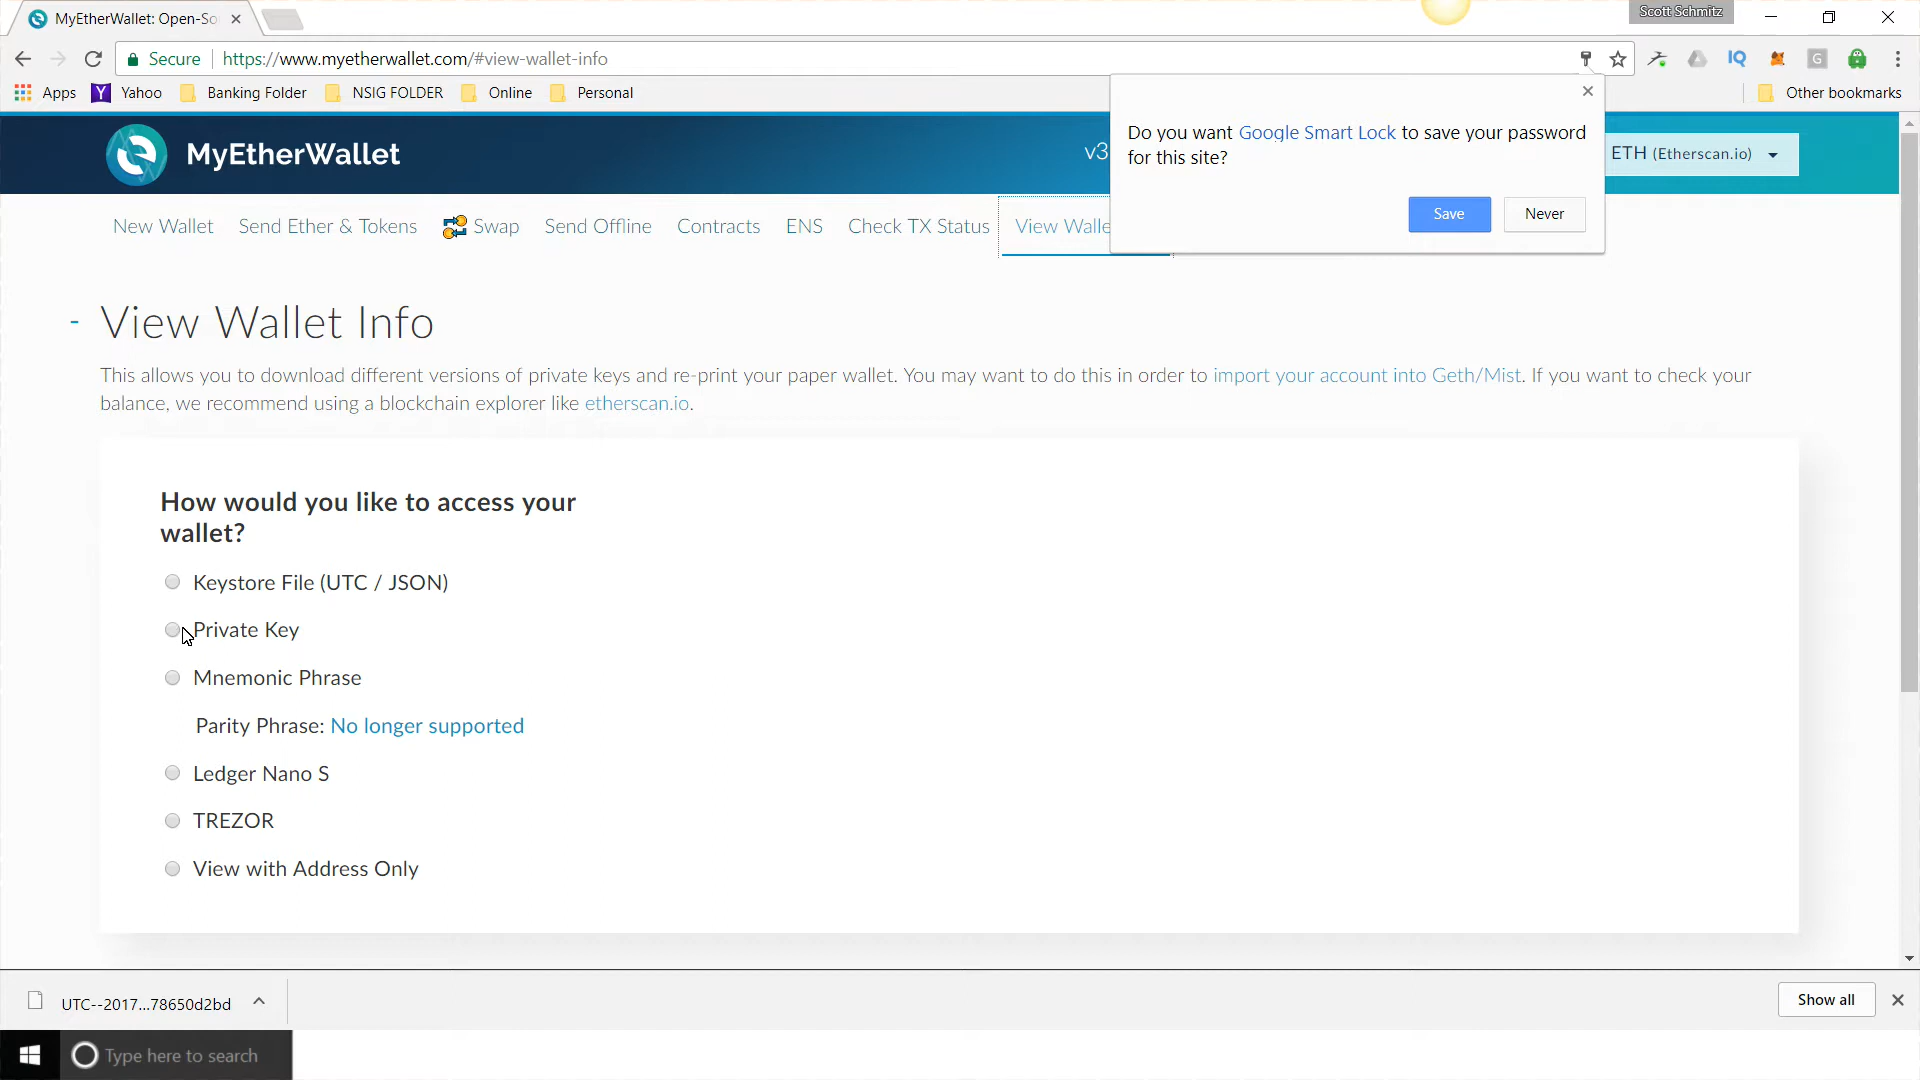 MyEtherWallet: Open-So
Scott Schmitz
Secure
https://www.myetherwallet.com/#view-wallet-info
Apps
Yahoo
Banking Folder
NSIG FOLDER
Online
Personal
Other bookmarks
Do you want Google Smart Lock to save your password
for this site?
Save
Never
MyEtherWallet
v3
ETH (Etherscan.io)
New Wallet
Send Ether & Tokens
Swap
Send Offline
Contracts
ENS
Check TX Status
View Walle
- View Wallet Info
This allows you to download different versions of private keys and re-print your paper wallet. You may want to do this in order to import your account into Geth/Mist. If you want to check your
balance, we recommend using a blockchain explorer like etherscan.io.
How would you like to access your
wallet?
Keystore File (UTC / JSON)
Private Key
Mnemonic Phrase
Parity Phrase: No longer supported
Ledger Nano S
TREZOR
View with Address Only
UTC--2017...78650d2bd
Show all
Type here to search